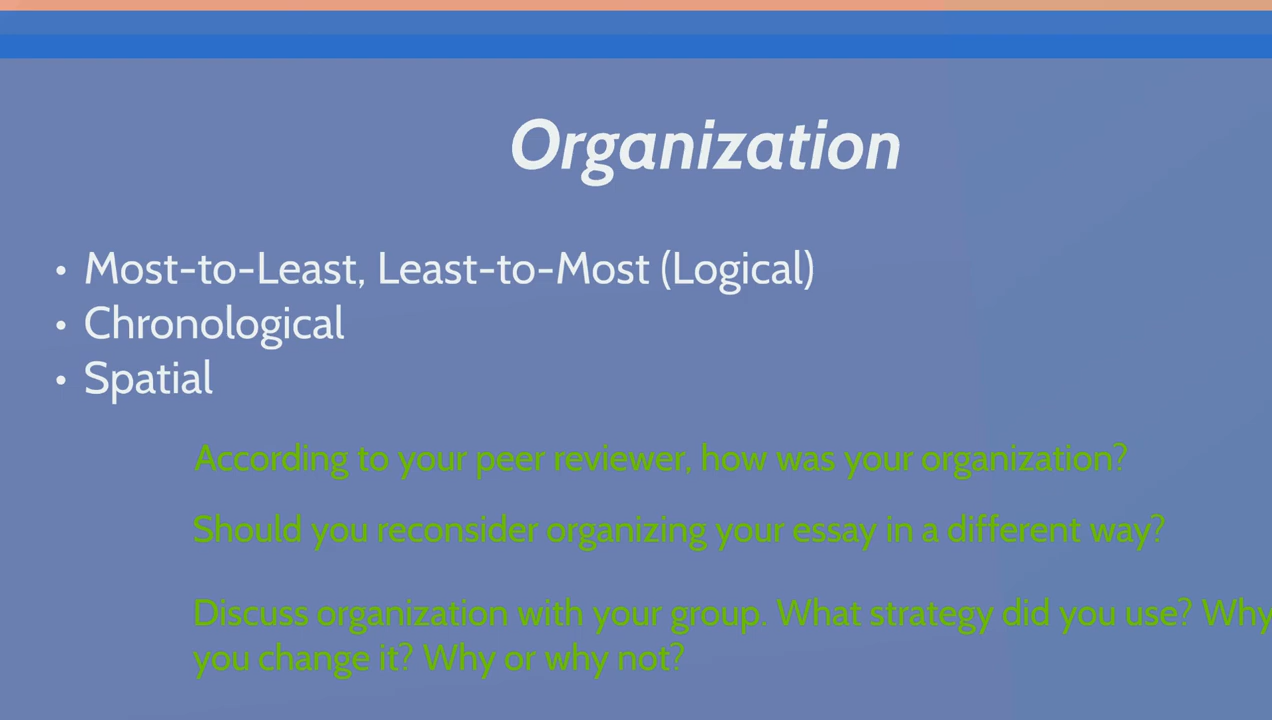 Organization
• Most-to-Least, Least-to-Most (Logical)
• Chronological
• Spatial
According to your peer reviewer, how was your organization?
Should you reconsider organizing your essay in a different way?
Discuss organization with your group. What strategy did you use? Why
you change it? Why or why not?